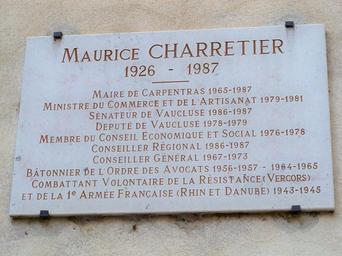 MAURICE CHARRETIER
1926 - 1987
MAIRE DE CARPENTRAS 1965-1987
MINISTRE DU COMMERCE ET DE L'ARTISANAT 1979-1981
SÉNATEUR DE VAUCLUSE 1986-1987
DÉPUTÉ DE VAUCLUSE 1978-1979
MEMBRE DU CONSEIL ECONOMIQUE ET SOCIAL 1976-1978
CONSEILLER RÉGIONAL 1986-1987
CONSEILLER GÉNÉRAL 1967-1973
BÂTONNIER DE L'ORDRE DES AVOCATS 1956-1957 - 1964-1965
COMBATTANT VOLONTAIRE DE LA RÉSISTANCE (VERCORS)
ET DE LA 1e ARMÉE FRANÇAISE (RHIN ET DANUBE) 1943-1945